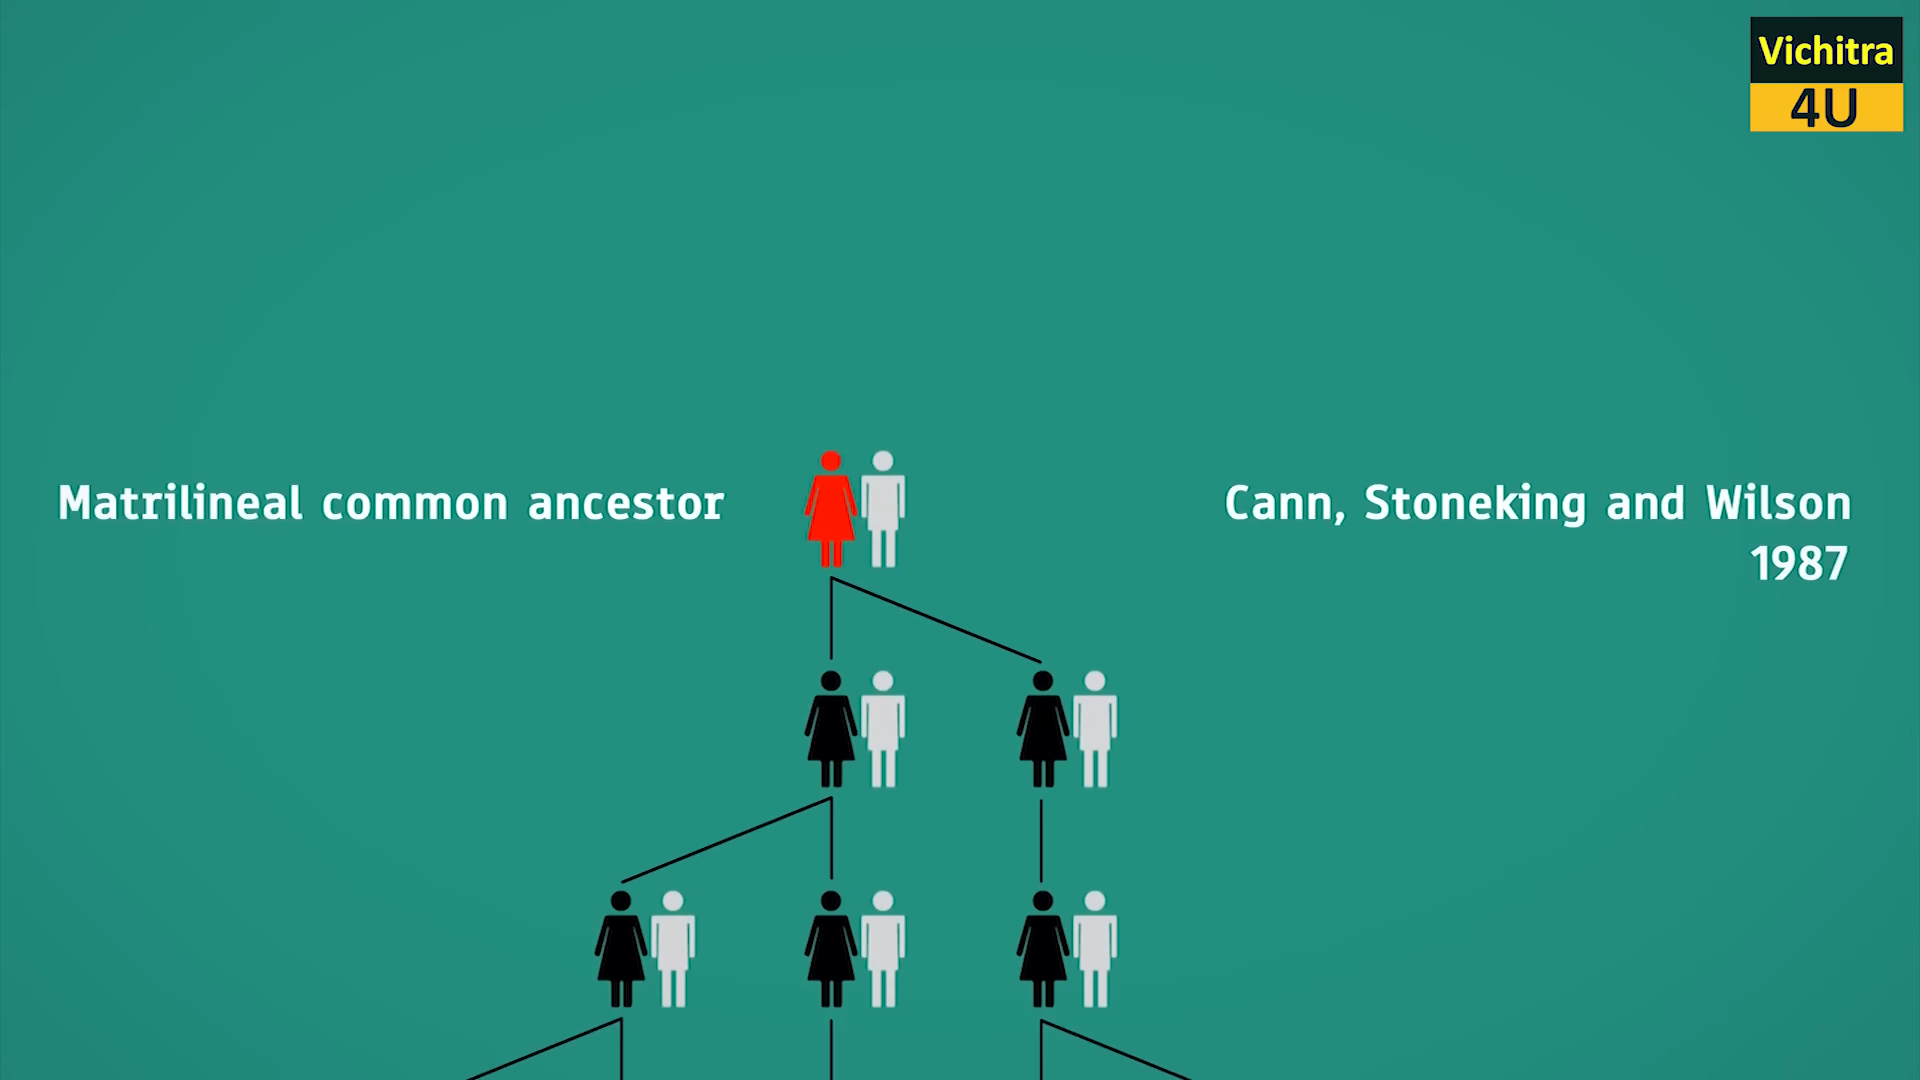 Vichitra
4U
Matrilineal common ancestor
Cann, Stoneking and Wilson
1987